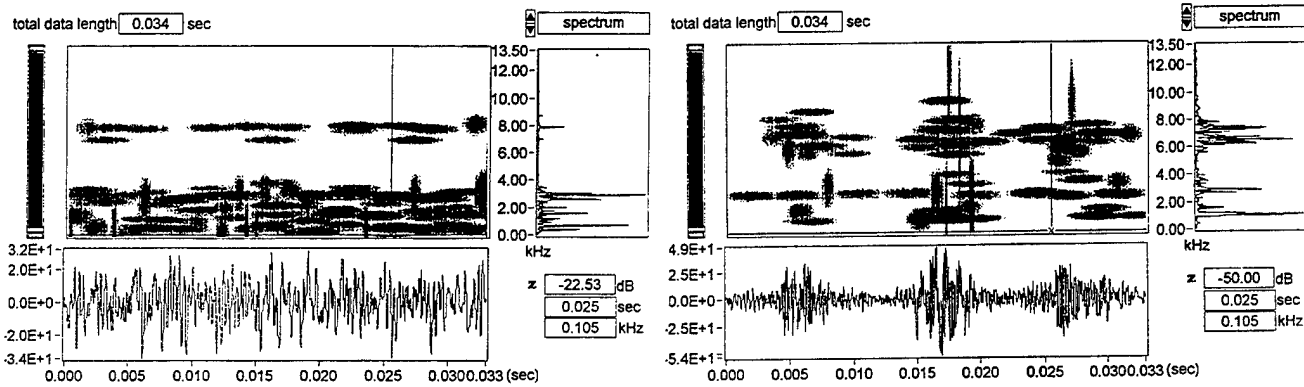 total data length 0.034 sec
spectrum
13.50
12.00
10.00
8.00
6.00
4.00
2.00
0.00
kHz
3.2E+1
2.0E+1
0.0E+0
-2.0E+1
-3.4E+1
0.000 0.005 0.010 0.015 0.020 0.025 0.0300.033 (sec)
z -22.53 dB
0.025 sec
0.105 kHz
total data length 0.034 sec
spectrum
13.50
12.00
10.00
8.00
6.00
4.00
2.00
0.00
kHz
4.9E+1
2.5E+1
0.0E+0
-2.5E+1
-5.4E+1
0.000 0.005 0.010 0.015 0.020 0.025 0.0300.033 (sec)
z -50.00 dB
0.025 sec
0.105 kHz